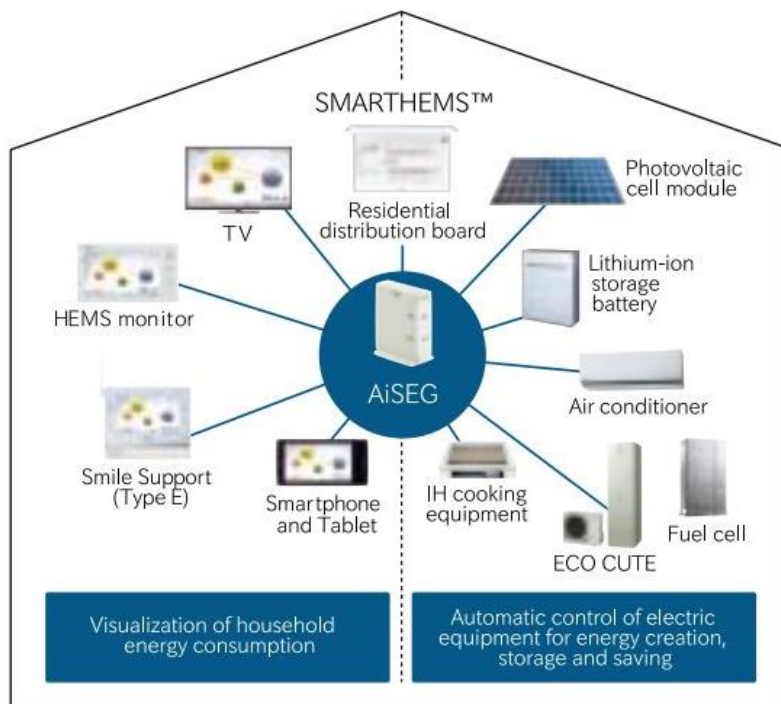 SMARTHEMS™
TV
Residential
distribution board
Photovoltaic
cell module
HEMS monitor
Lithium-ion
storage
battery
AiSEG
Air conditioner
Smile Support
(Type E)
Smartphone
and Tablet
IH cooking
equipment
ECO CUTE
Fuel cell
Visualization of household
energy consumption
Automatic control of electric
equipment for energy creation,
storage and saving